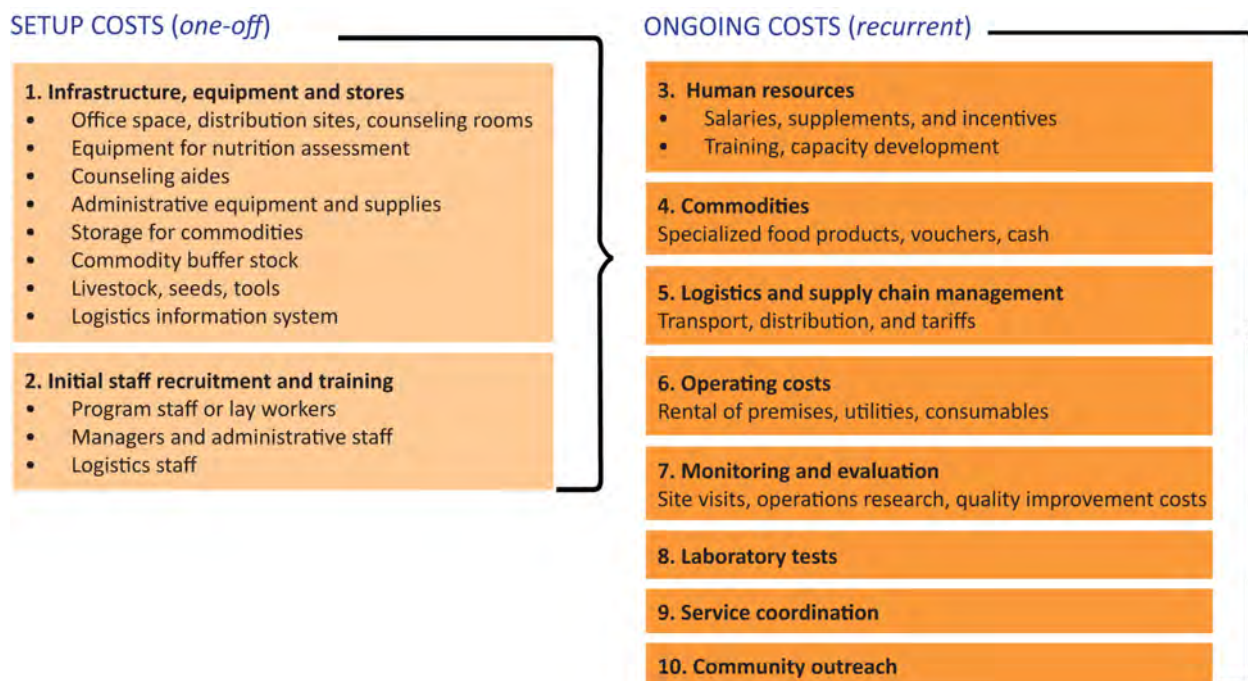 SETUP COSTS (one-off)
1. Infrastructure, equipment and stores
• Office space, distribution sites, counseling rooms
• Equipment for nutrition assessment
• Counseling aides
• Administrative equipment and supplies
• Storage for commodities
• Commodity buffer stock
• Livestock, seeds, tools
• Logistics information system
2. Initial staff recruitment and training
• Program staff or lay workers
• Managers and administrative staff
• Logistics staff
ONGOING COSTS (recurrent)
3. Human resources
• Salaries, supplements, and incentives
• Training, capacity development
4. Commodities
Specialized food products, vouchers, cash
5. Logistics and supply chain management
Transport, distribution, and tariffs
6. Operating costs
Rental of premises, utilities, consumables
7. Monitoring and evaluation
Site visits, operations research, quality improvement costs
8. Laboratory tests
9. Service coordination
10. Community outreach